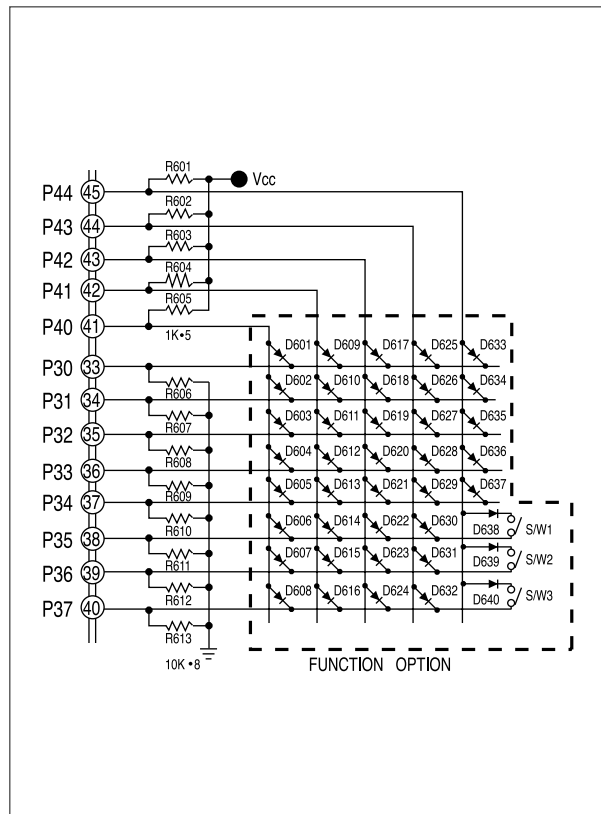 R601
Vcc
P44 45
R602
P43 44
R603
P42 43
R604
P41 42
R605
P40 41
1K•5
D601 D609 D617 D625 D633
P30 33
D602 D610 D618 D626 D634
R606
P31 34
D603 D611 D619 D627 D635
R607
P32 35
D604 D612 D620 D628 D636
R608
P33 36
D605 D613 D621 D629 D637
R609
P34 37
D606 D614 D622 D630
R610
D638 S/W1
P35 38
D607 D615 D623 D631
R611
D639 S/W2
P36 39
D608 D616 D624 D632
R612
D640 S/W3
P37 40
R613
10K•8
FUNCTION OPTION